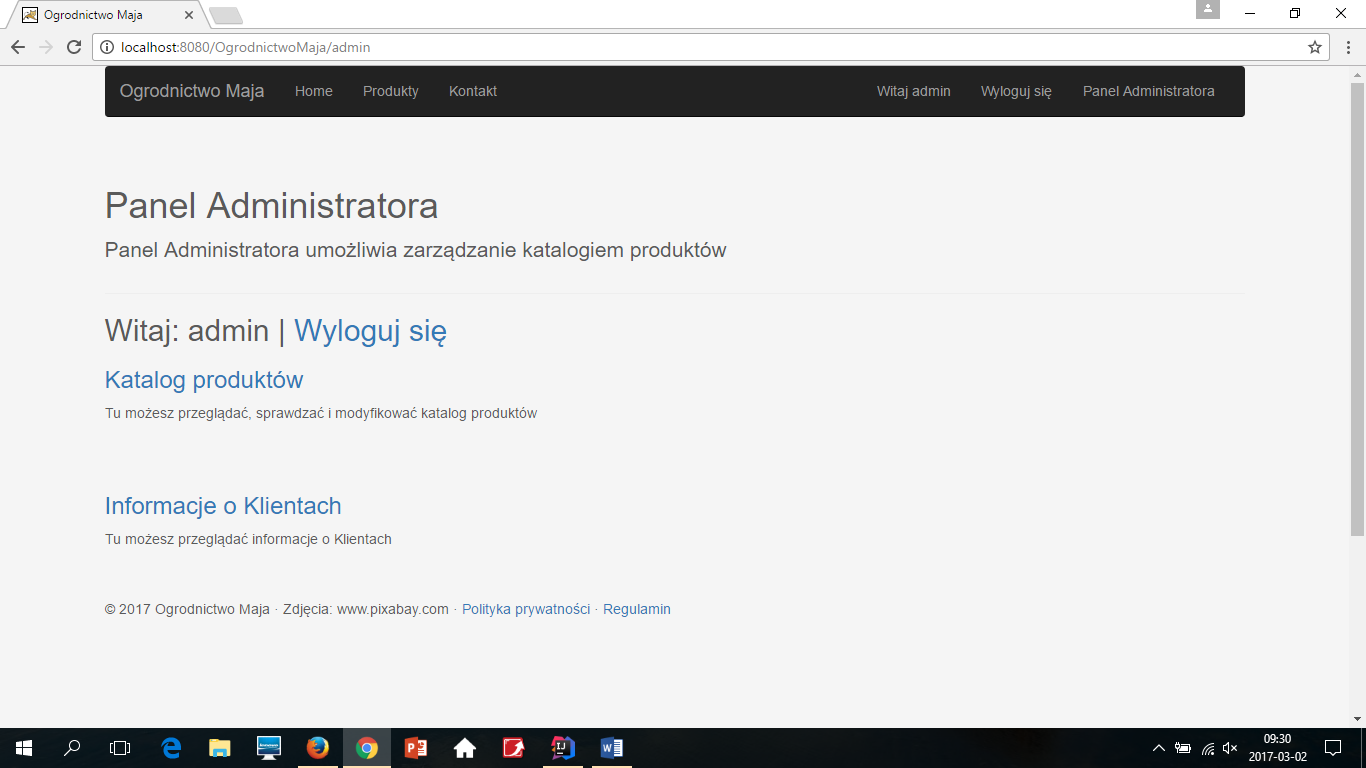 Ogrodnictwo Maja
localhost:8080/OgrodnictwoMaja/admin
Ogrodnictwo Maja Home Produkty Kontakt Witaj admin Wyloguj się Panel Administratora
Panel Administratora
Panel Administratora umożliwia zarządzanie katalogiem produktów
Witaj: admin | Wyloguj się
Katalog produktów
Tu możesz przeglądać, sprawdzać i modyfikować katalog produktów
Informacje o Klientach
Tu możesz przeglądać informacje o Klientach
© 2017 Ogrodnictwo Maja · Zdjęcia: www.pixabay.com · Polityka prywatności · Regulamin
09:30
2017-03-02